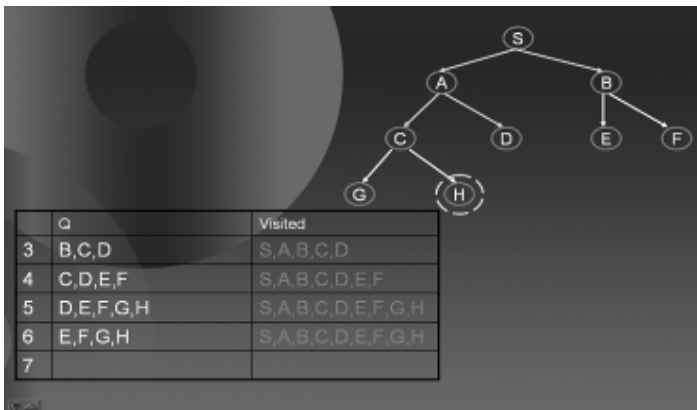 S
A B
C D E F
G H
Q Visited
3 B,C,D S,A,B,C,D
4 C,D,E,F S,A,B,C,D,E,F
5 D,E,F,G,H S,A,B,C,D,E,F,G,H
6 E,F,G,H S,A,B,C,D,E,F,G,H
7